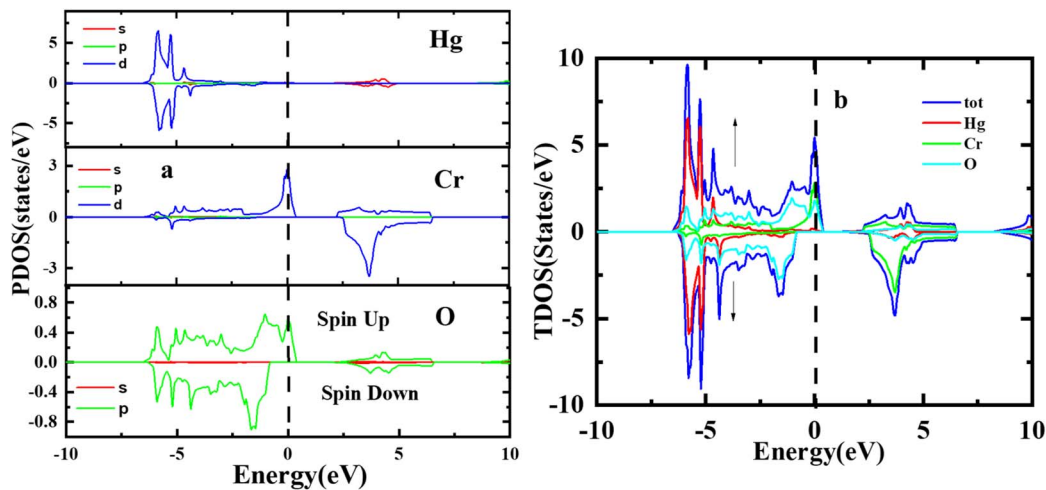 PDOS(states/eV)
s
p
d
Hg
5
0
-5
s
p
d
a
Cr
3
0
-3
Spin Up
O
Spin Down
s
p
0.8
0.4
0.0
-0.4
-0.8
-10
-5
0
5
10
Energy(eV)
TDOS(States/eV)
b
tot
Hg
Cr
O
10
5
0
-5
-10
-10
-5
0
5
10
Energy(eV)